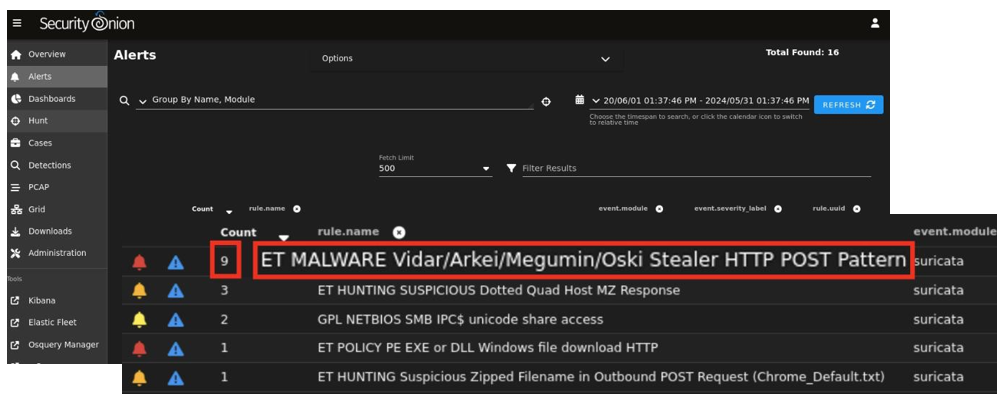 Security Onion
Overview
Alerts
Dashboards
Hunt
Cases
Detections
PCAP
Grid
Downloads
Administration
Tools
Kibana
Elastic Fleet
Osquery Manager
Alerts
Options
Total Found: 16
Group By Name, Module
20/06/01 01:37:46 PM - 2024/05/31 01:37:46 PM
REFRESH
Choose the timespan to search, or click the calendar icon to switch
to relative time
Fetch Limit
500
Filter Results
Count rule.name event.module event.severity_label rule.uuid
Count rule.name event.module
9 ET MALWARE Vidar/Arkei/Megumin/Oski Stealer HTTP POST Pattern suricata
3 ET HUNTING SUSPICIOUS Dotted Quad Host MZ Response suricata
2 GPL NETBIOS SMB IPC$ unicode share access suricata
1 ET POLICY PE EXE or DLL Windows file download HTTP suricata
1 ET HUNTING Suspicious Zipped Filename in Outbound POST Request (Chrome_Default.txt) suricata